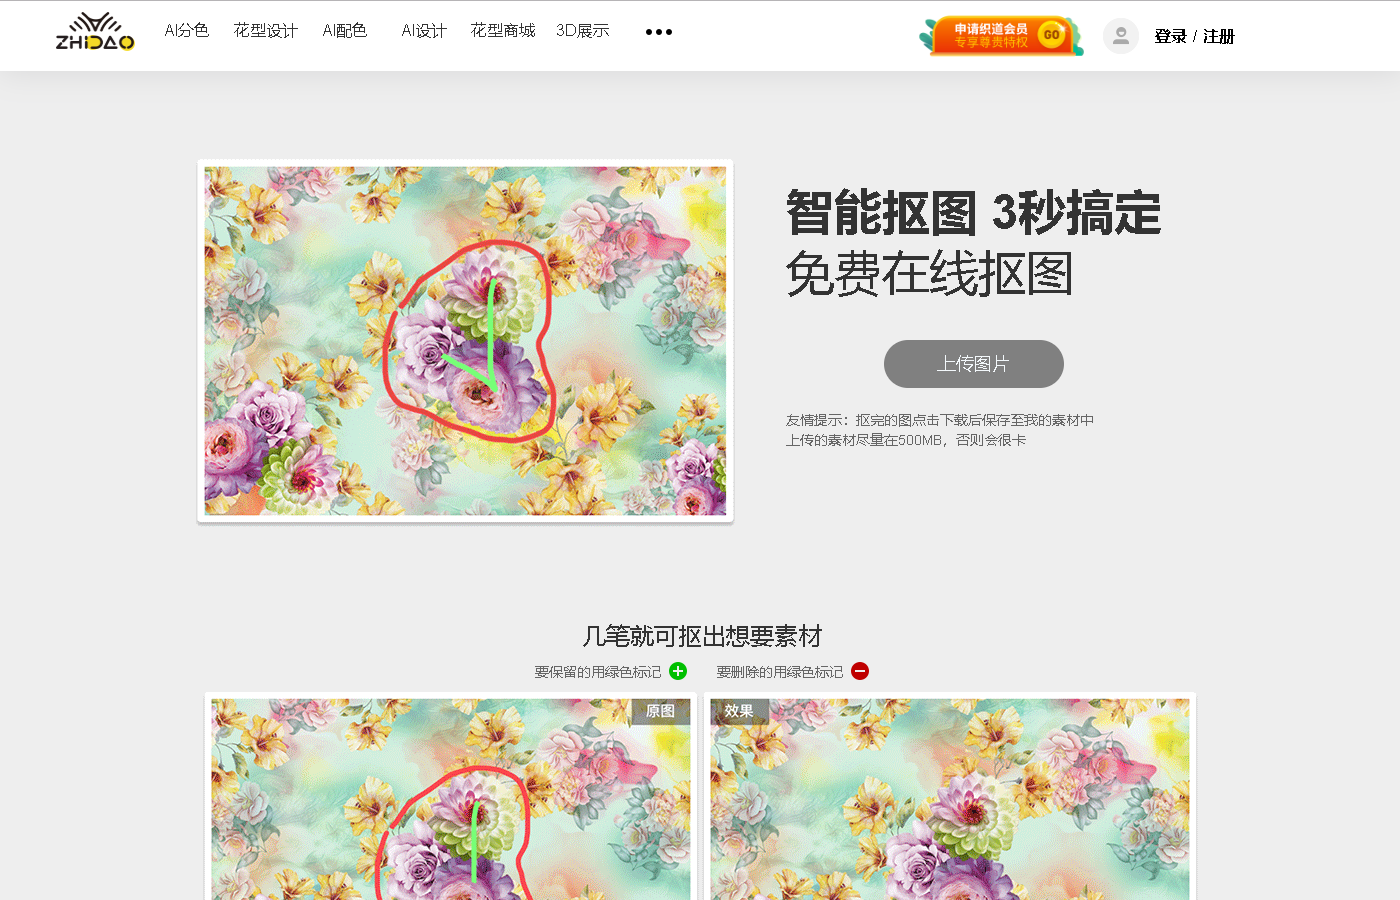 ZHIDAO
AI分色 花型设计 AI配色 AI设计 花型商城 3D展示
申请织道会员
专享尊贵特权
GO
登录 / 注册
智能抠图 3秒搞定
免费在线抠图
上传图片
友情提示：抠完的图点击下载后保存至我的素材中
上传的素材尽量在500MB，否则会很卡
几笔就可抠出想要素材
要保留的用绿色标记 要删除的用绿色标记
原图 效果